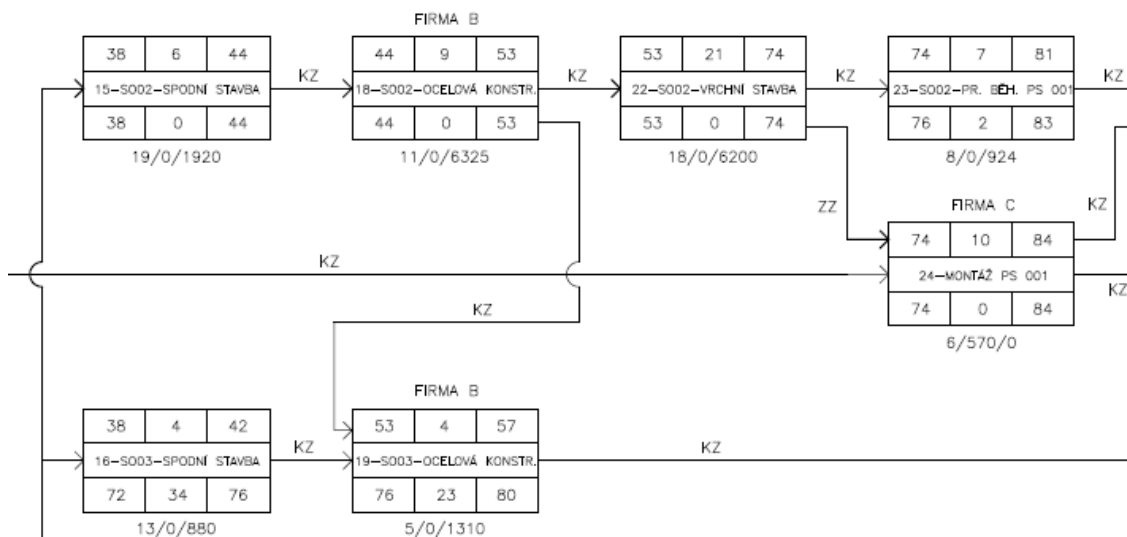 FIRMA B
38 6 44
15-SO02-SPODNÍ STAVBA
38 0 44
19/0/1920
KZ
44 9 53
18-SO02-OCELOVÁ KONSTR.
44 0 53
11/0/6325
KZ
53 21 74
22-SO02-VRCHNÍ STAVBA
53 0 74
18/0/6200
KZ
74 7 81
23-SO02-PR. BĚH. PS 001
76 2 83
8/0/924
KZ
ZZ
FIRMA C
KZ
74 10 84
24-MONTÁŽ PS 001
74 0 84
6/570/0
KZ
KZ
KZ
FIRMA B
38 4 42
16-SO03-SPODNÍ STAVBA
72 34 76
13/0/880
KZ
53 4 57
19-SO03-OCELOVÁ KONSTR.
76 23 80
5/0/1310
KZ